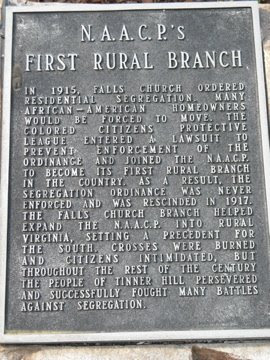 N.A.A.C.P.'s
FIRST RURAL BRANCH
IN 1915, FALLS CHURCH ORDERED
RESIDENTIAL SEGREGATION. MANY
AFRICAN-AMERICAN HOMEOWNERS
WOULD BE FORCED TO MOVE. THE
COLORED CITIZENS PROTECTIVE
LEAGUE ENTERED A LAWSUIT TO
PREVENT ENFORCEMENT OF THE
ORDINANCE AND JOINED THE N.A.A.C.P.
TO BECOME ITS FIRST RURAL BRANCH
IN THE COUNTRY. AS A RESULT, THE
SEGREGATION ORDINANCE WAS NEVER
ENFORCED AND WAS RESCINDED IN 1917.
THE FALLS CHURCH BRANCH HELPED
EXPAND THE N.A.A.C.P. INTO RURAL
VIRGINIA, SETTING A PRECEDENT FOR
THE SOUTH. CROSSES WERE BURNED
AND CITIZENS INTIMIDATED, BUT
THROUGHOUT THE REST OF THE CENTURY
THE PEOPLE OF TINNER HILL PERSEVERED
AND SUCCESSFULLY FOUGHT MANY BATTLES
AGAINST SEGREGATION.